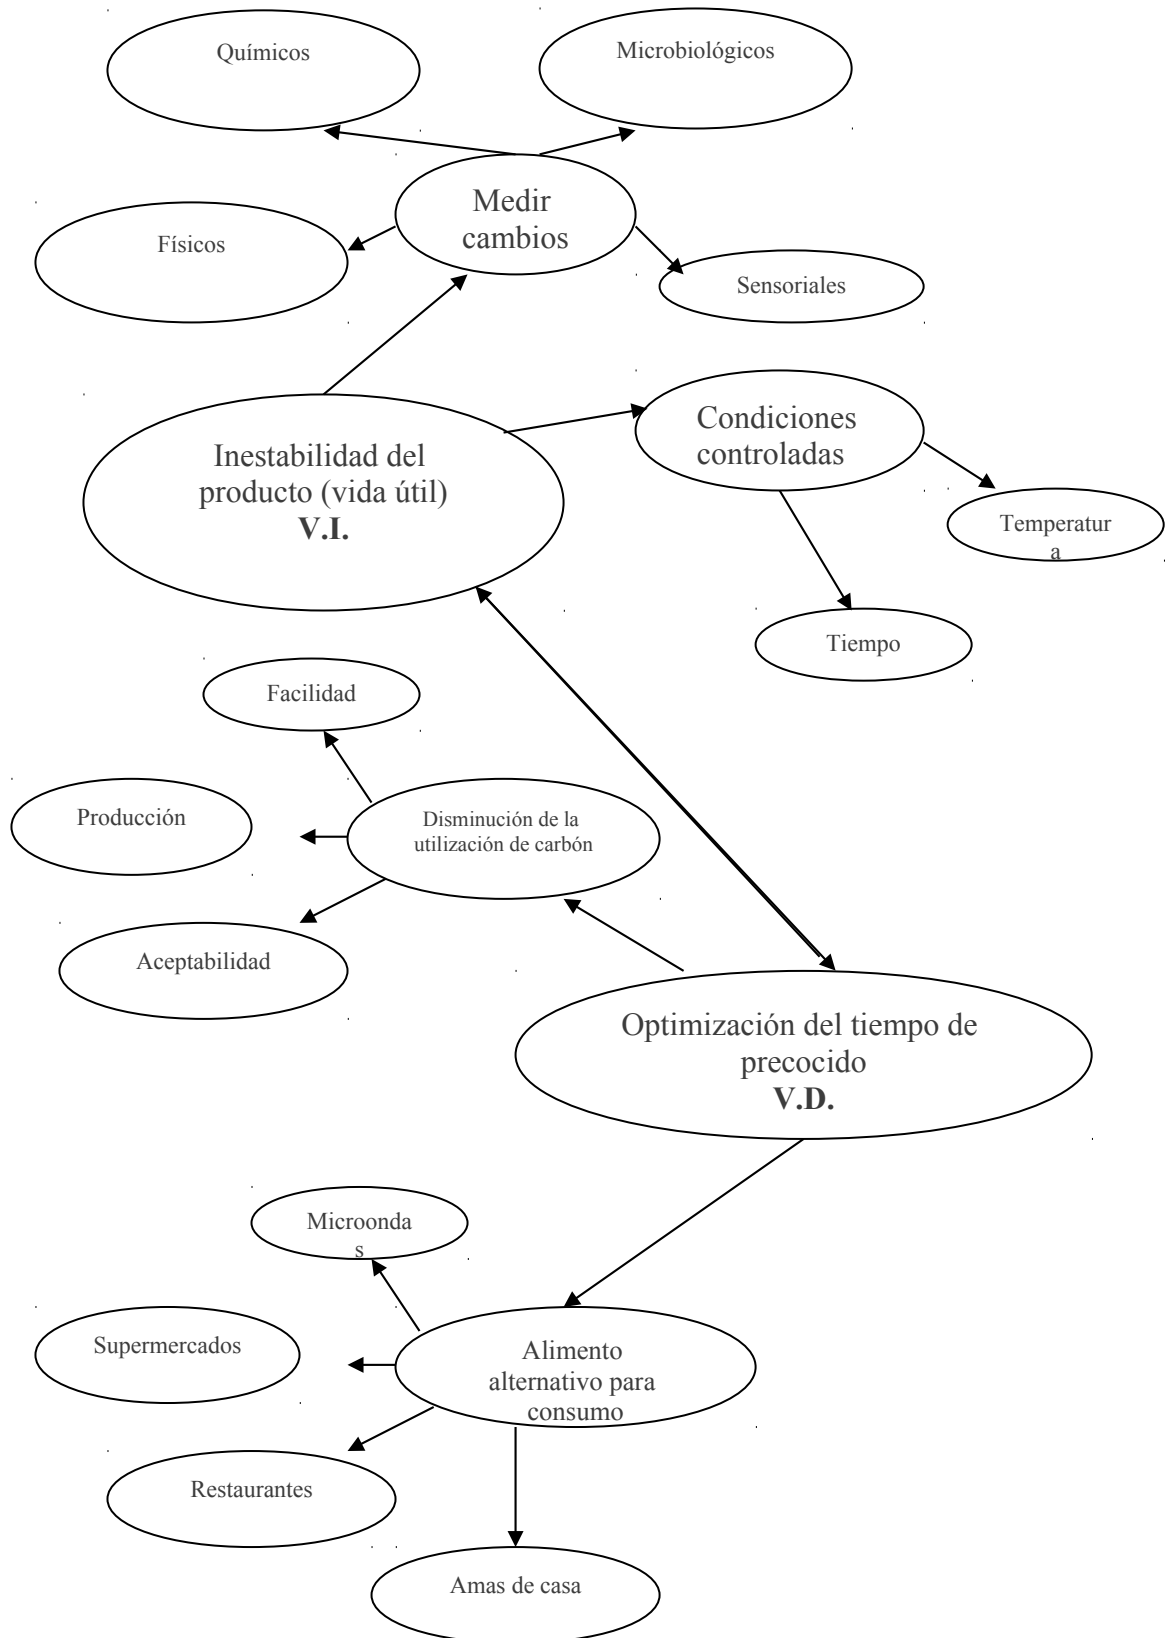 Químicos
Microbiológicos
Medir
cambios
Físicos
Sensoriales
Condiciones
controladas
Inestabilidad del
producto (vida útil)
V.I.
Temperatur
a
Tiempo
Facilidad
Producción
Disminución de la
utilización de carbón
Aceptabilidad
Optimización del tiempo de
precocido
V.D.
Microonda
s
Supermercados
Alimento
alternativo para
consumo
Restaurantes
Amas de casa